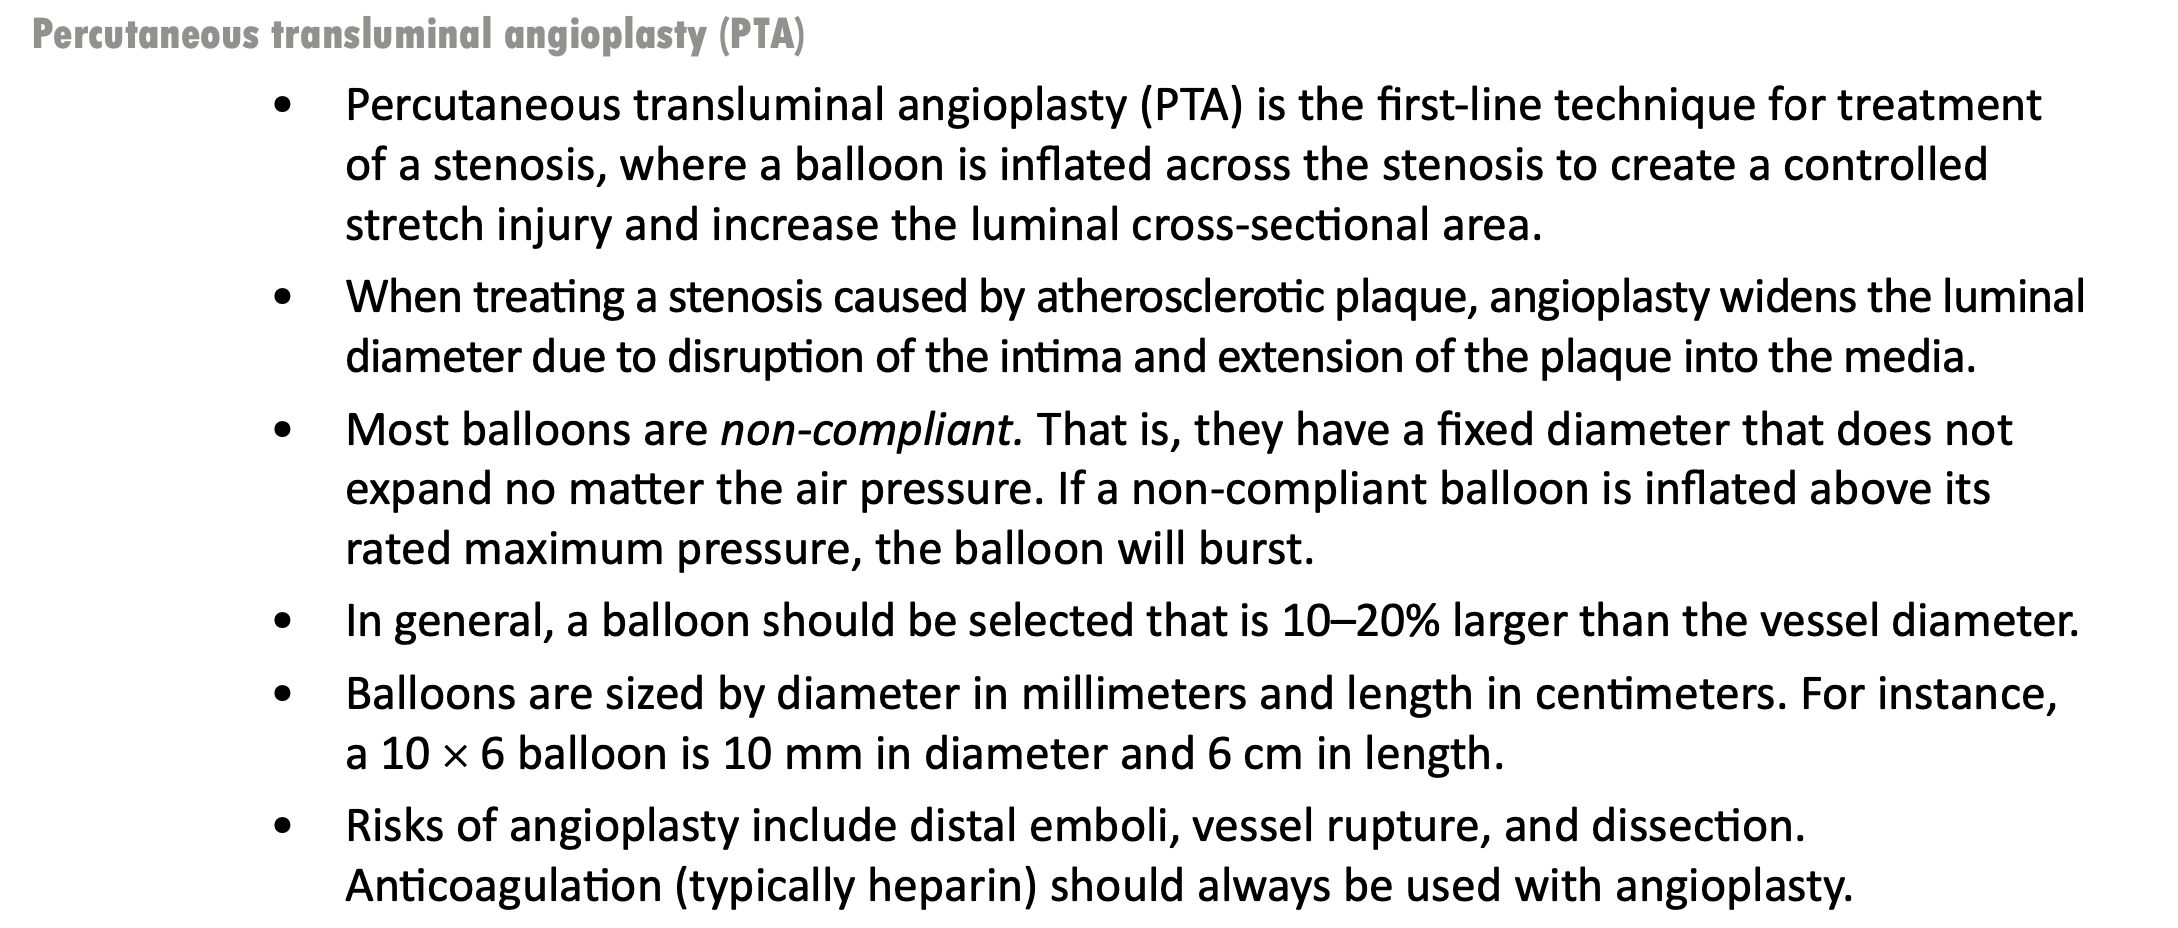 Percutaneous transluminal angioplasty (PTA)
• Percutaneous transluminal angioplasty (PTA) is the first-line technique for treatment
of a stenosis, where a balloon is inflated across the stenosis to create a controlled
stretch injury and increase the luminal cross-sectional area.
• When treating a stenosis caused by atherosclerotic plaque, angioplasty widens the luminal
diameter due to disruption of the intima and extension of the plaque into the media.
• Most balloons are non-compliant. That is, they have a fixed diameter that does not
expand no matter the air pressure. If a non-compliant balloon is inflated above its
rated maximum pressure, the balloon will burst.
• In general, a balloon should be selected that is 10–20% larger than the vessel diameter.
• Balloons are sized by diameter in millimeters and length in centimeters. For instance,
a 10 × 6 balloon is 10 mm in diameter and 6 cm in length.
• Risks of angioplasty include distal emboli, vessel rupture, and dissection.
Anticoagulation (typically heparin) should always be used with angioplasty.